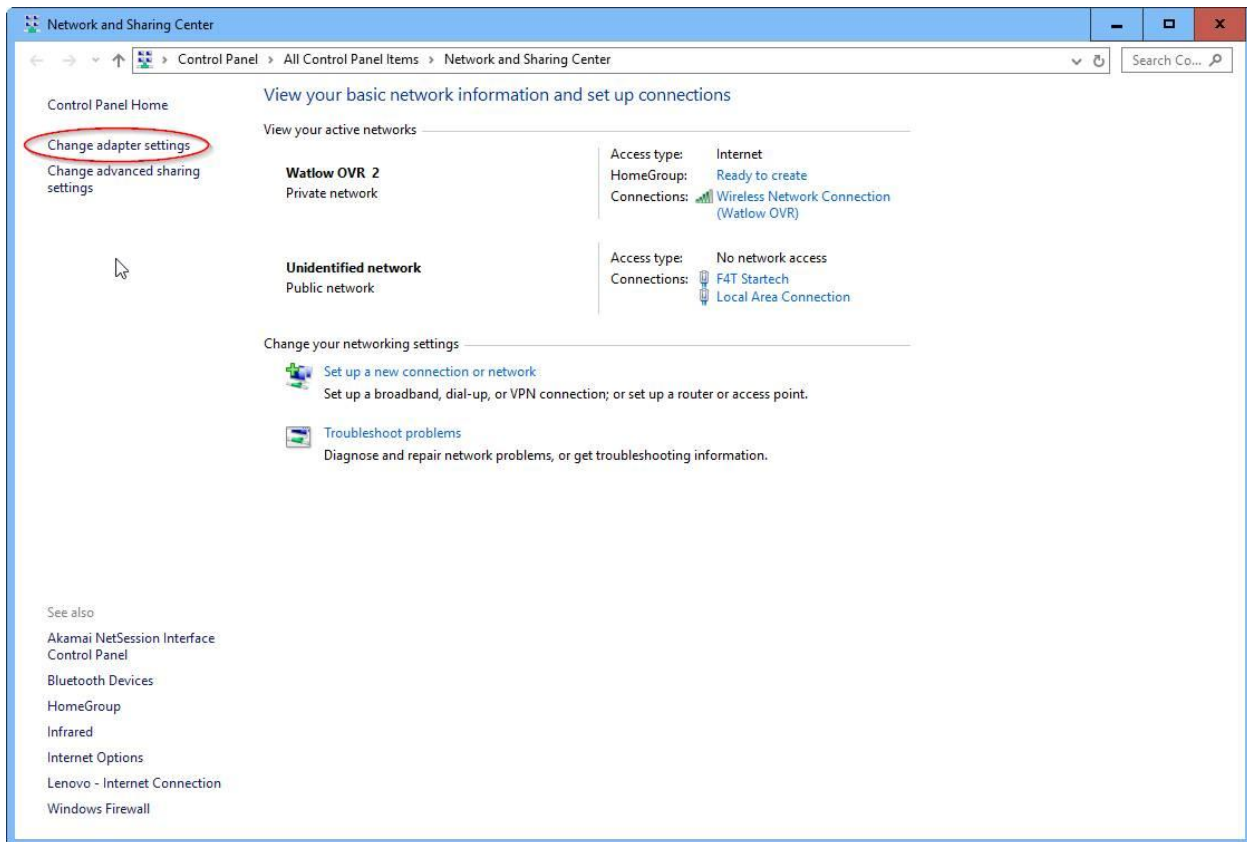 Network and Sharing Center
Control Panel > All Control Panel Items > Network and Sharing Center
Search Co...
Control Panel Home
Change adapter settings
Change advanced sharing
settings
View your basic network information and set up connections
View your active networks
Watlow OVR 2
Private network
Access type: Internet
HomeGroup: Ready to create
Connections: Wireless Network Connection
(Watlow OVR)
Unidentified network
Public network
Access type: No network access
Connections: F4T Startech
Local Area Connection
Change your networking settings
Set up a new connection or network
Set up a broadband, dial-up, or VPN connection; or set up a router or access point.
Troubleshoot problems
Diagnose and repair network problems, or get troubleshooting information.
See also
Akamai NetSession Interface
Control Panel
Bluetooth Devices
HomeGroup
Infrared
Internet Options
Lenovo - Internet Connection
Windows Firewall